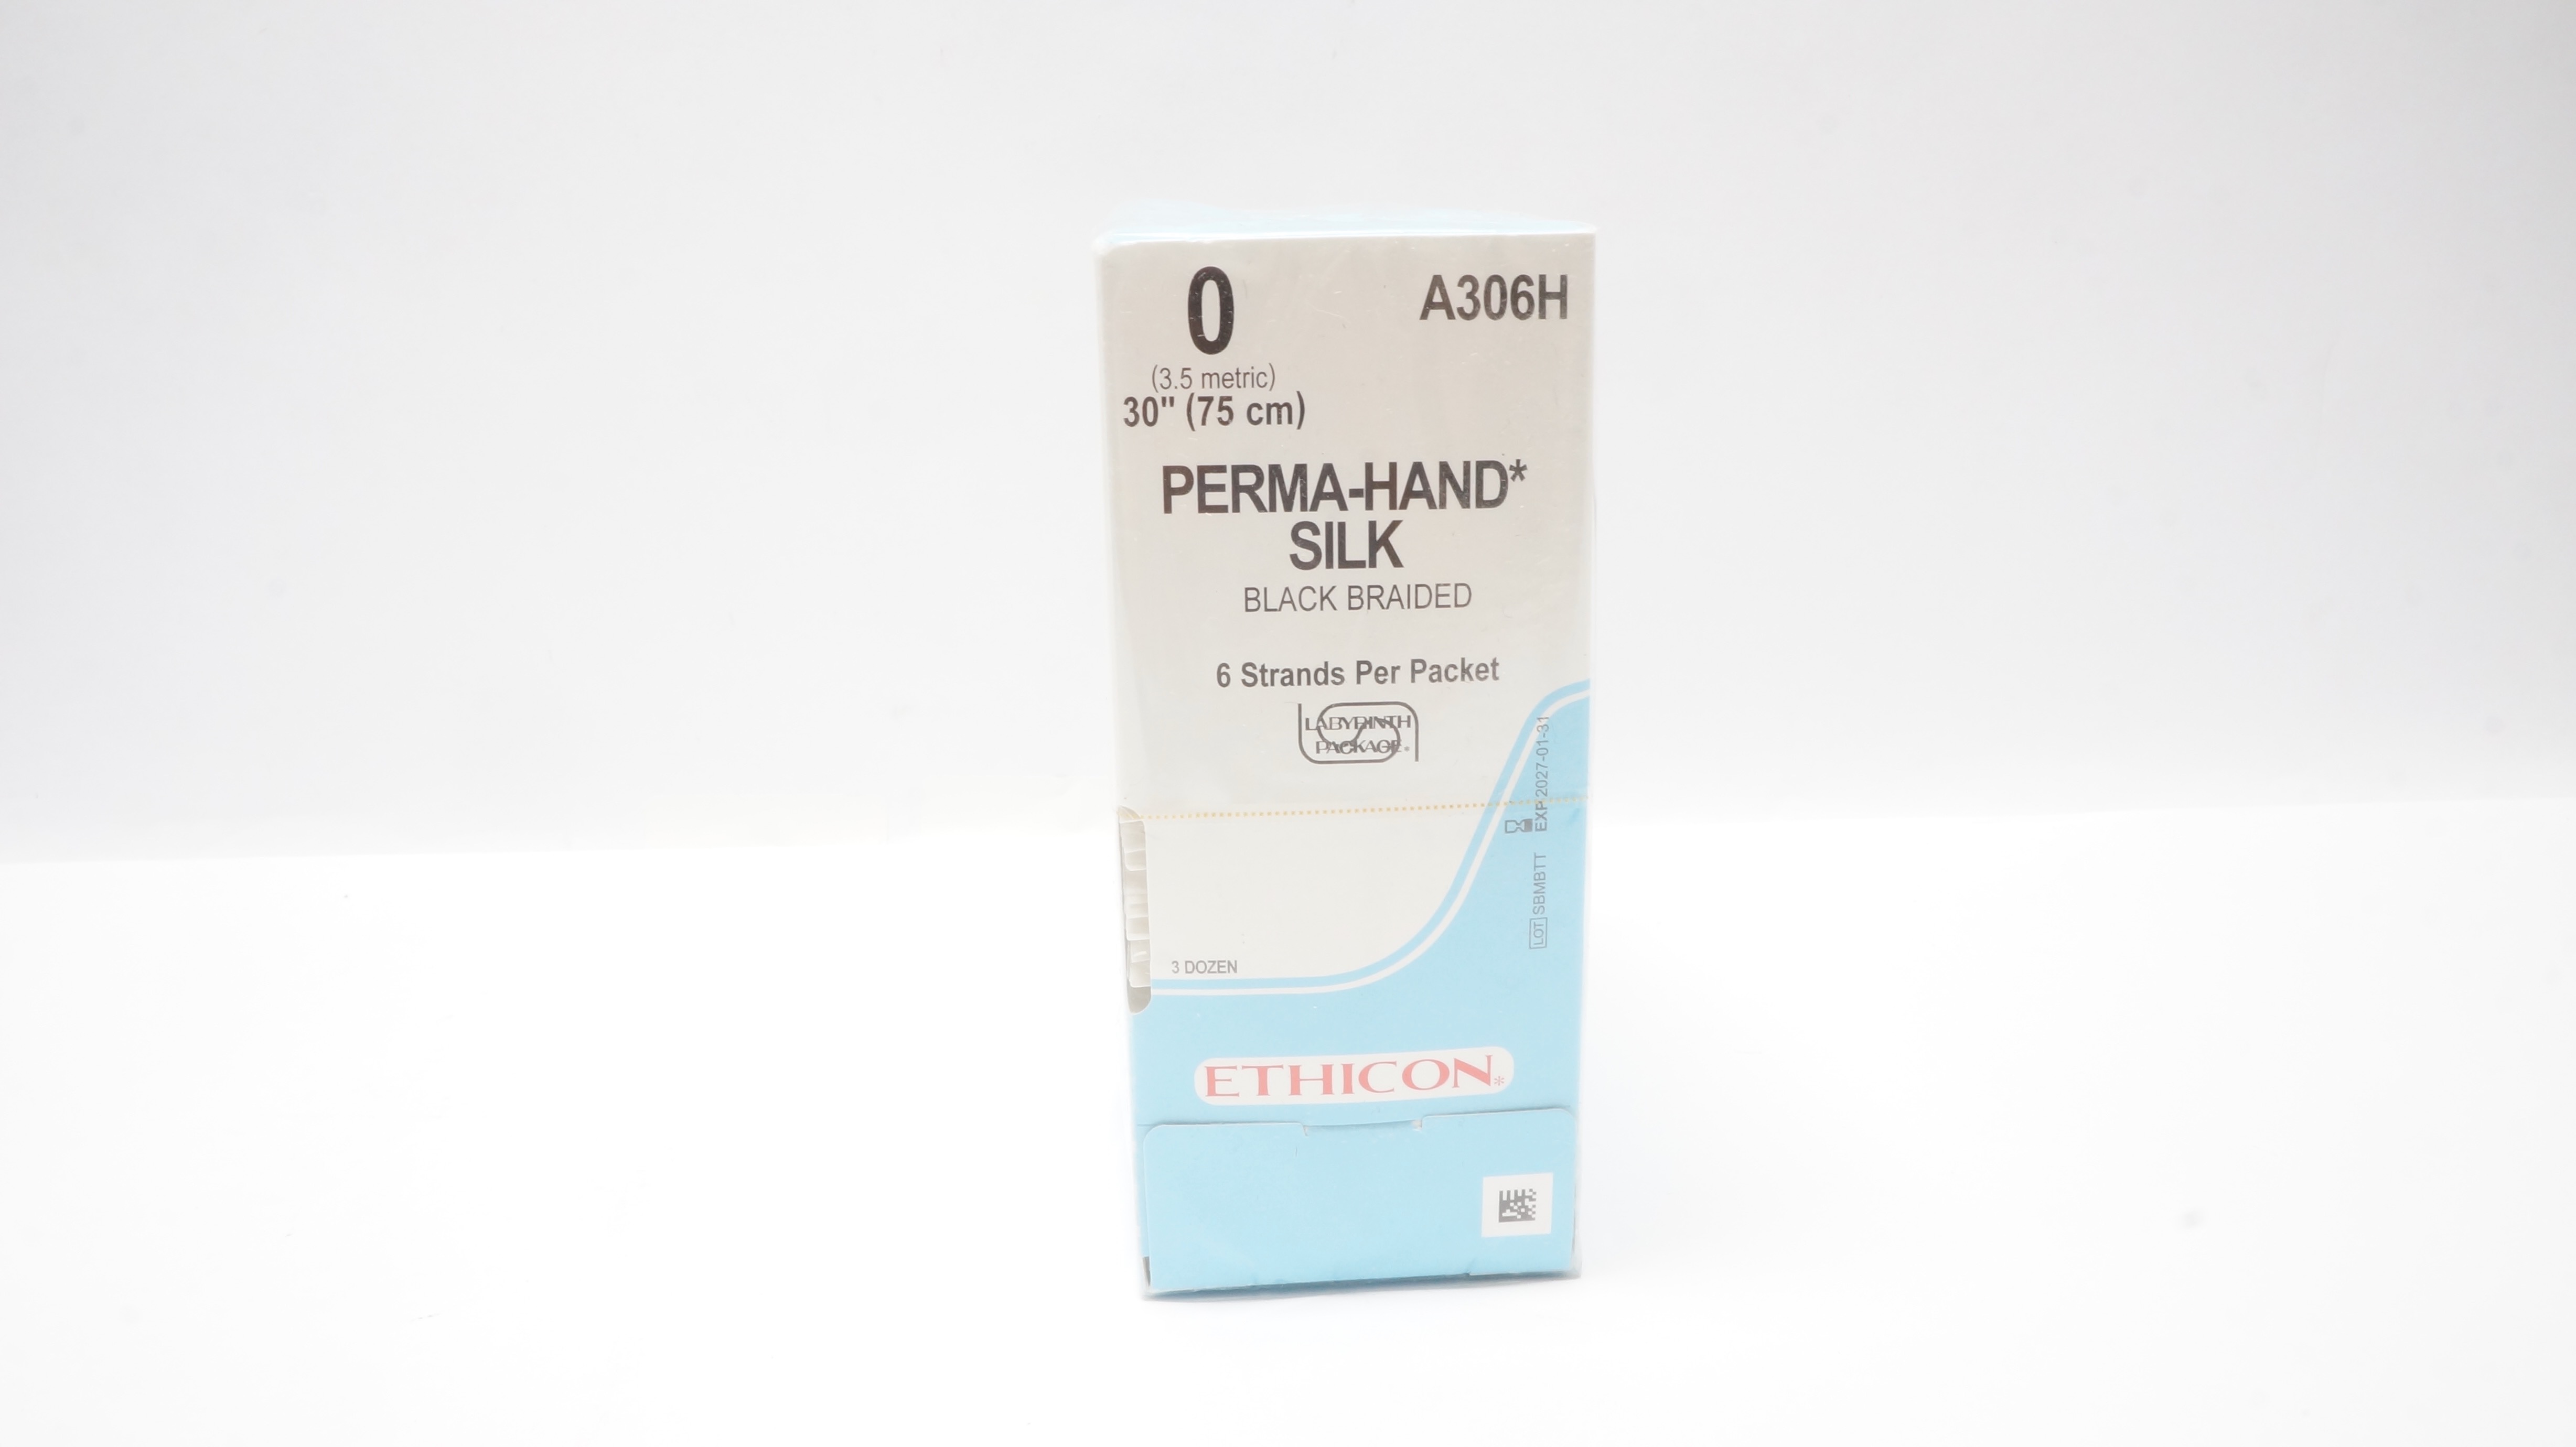 0
A306H
(3.5 metric)
30" (75 cm)
PERMA-HAND*
SILK
BLACK BRAIDED
6 Strands Per Packet
LABYRINTH
PACKAGE®
EXP 2027-01-31
LOT SBMBTT
3 DOZEN
ETHICON*